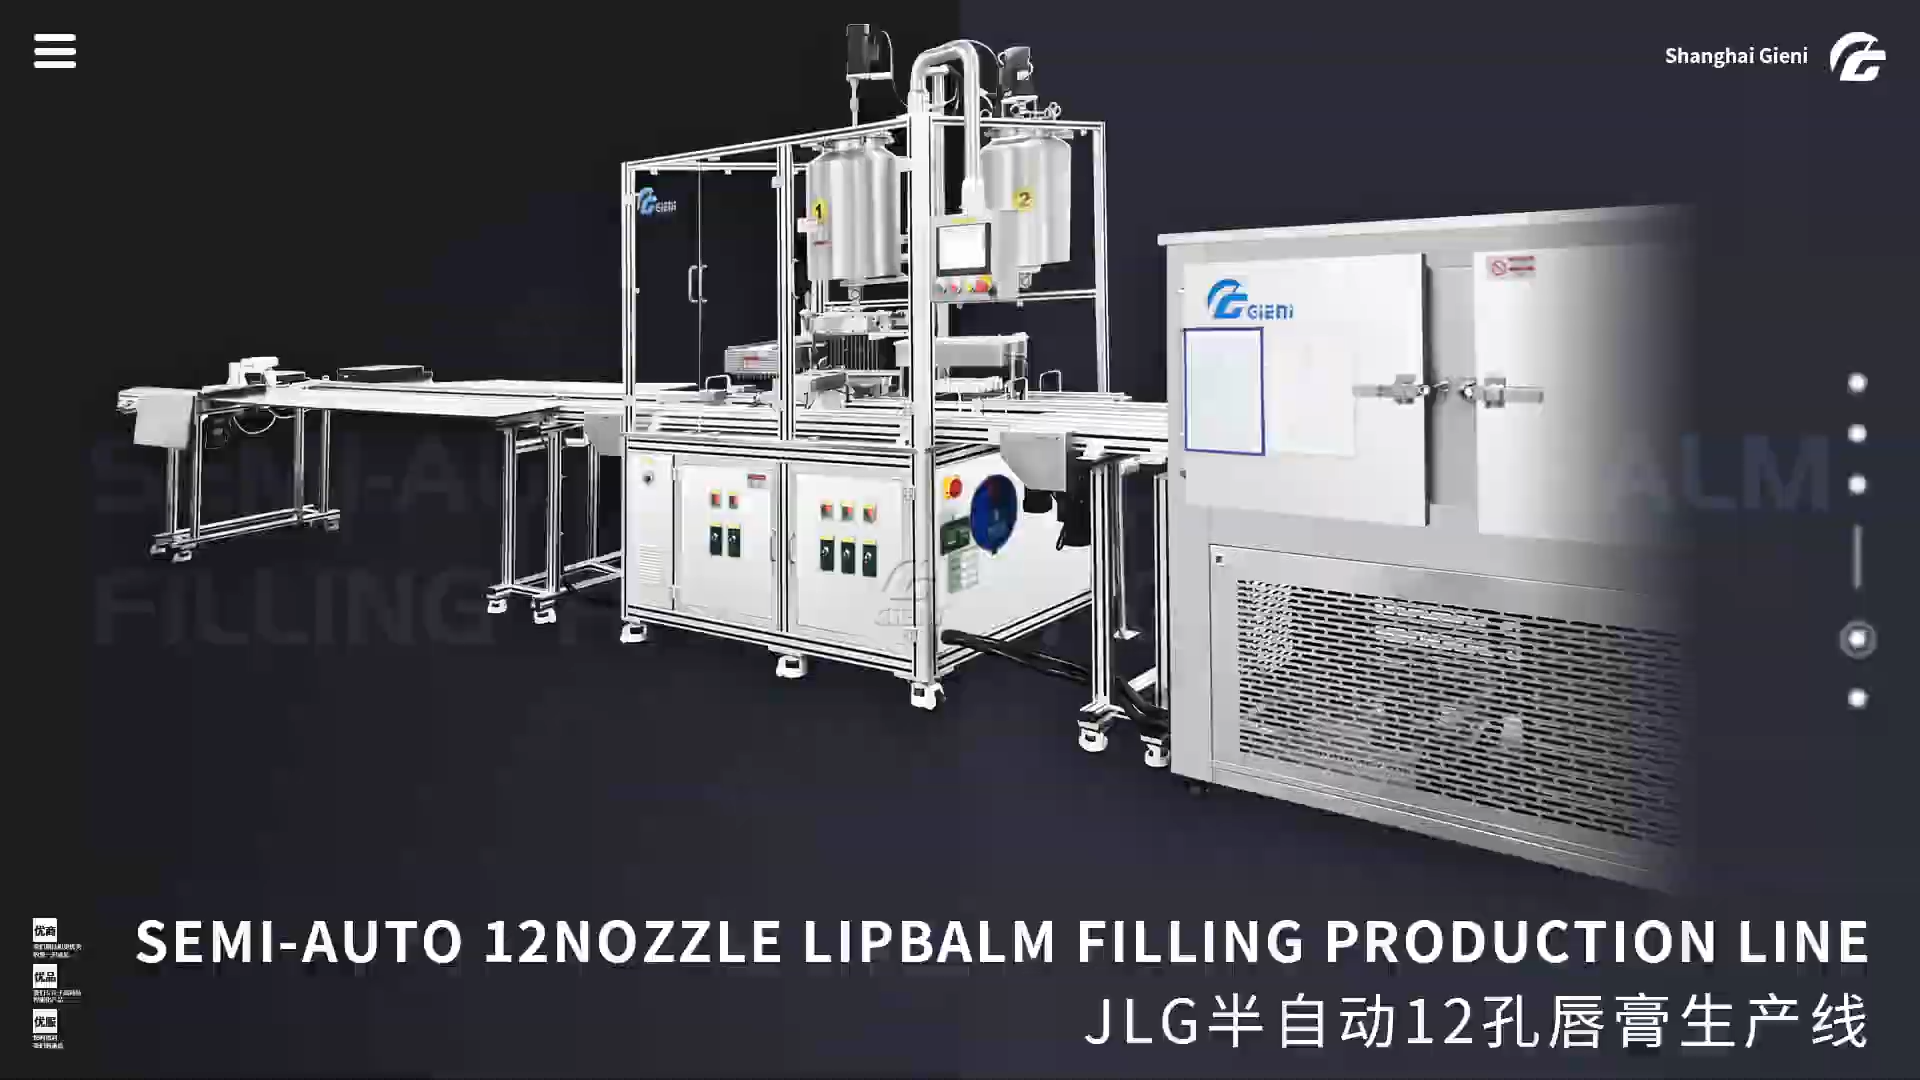 Shanghai Gieni
GIENI
1
2
GIENI
SEMI-AUTO 12NOZZLE LIPBALM FILLING PRODUCTION LINE
JLG半自动12孔唇膏生产线
优商
优品
优服